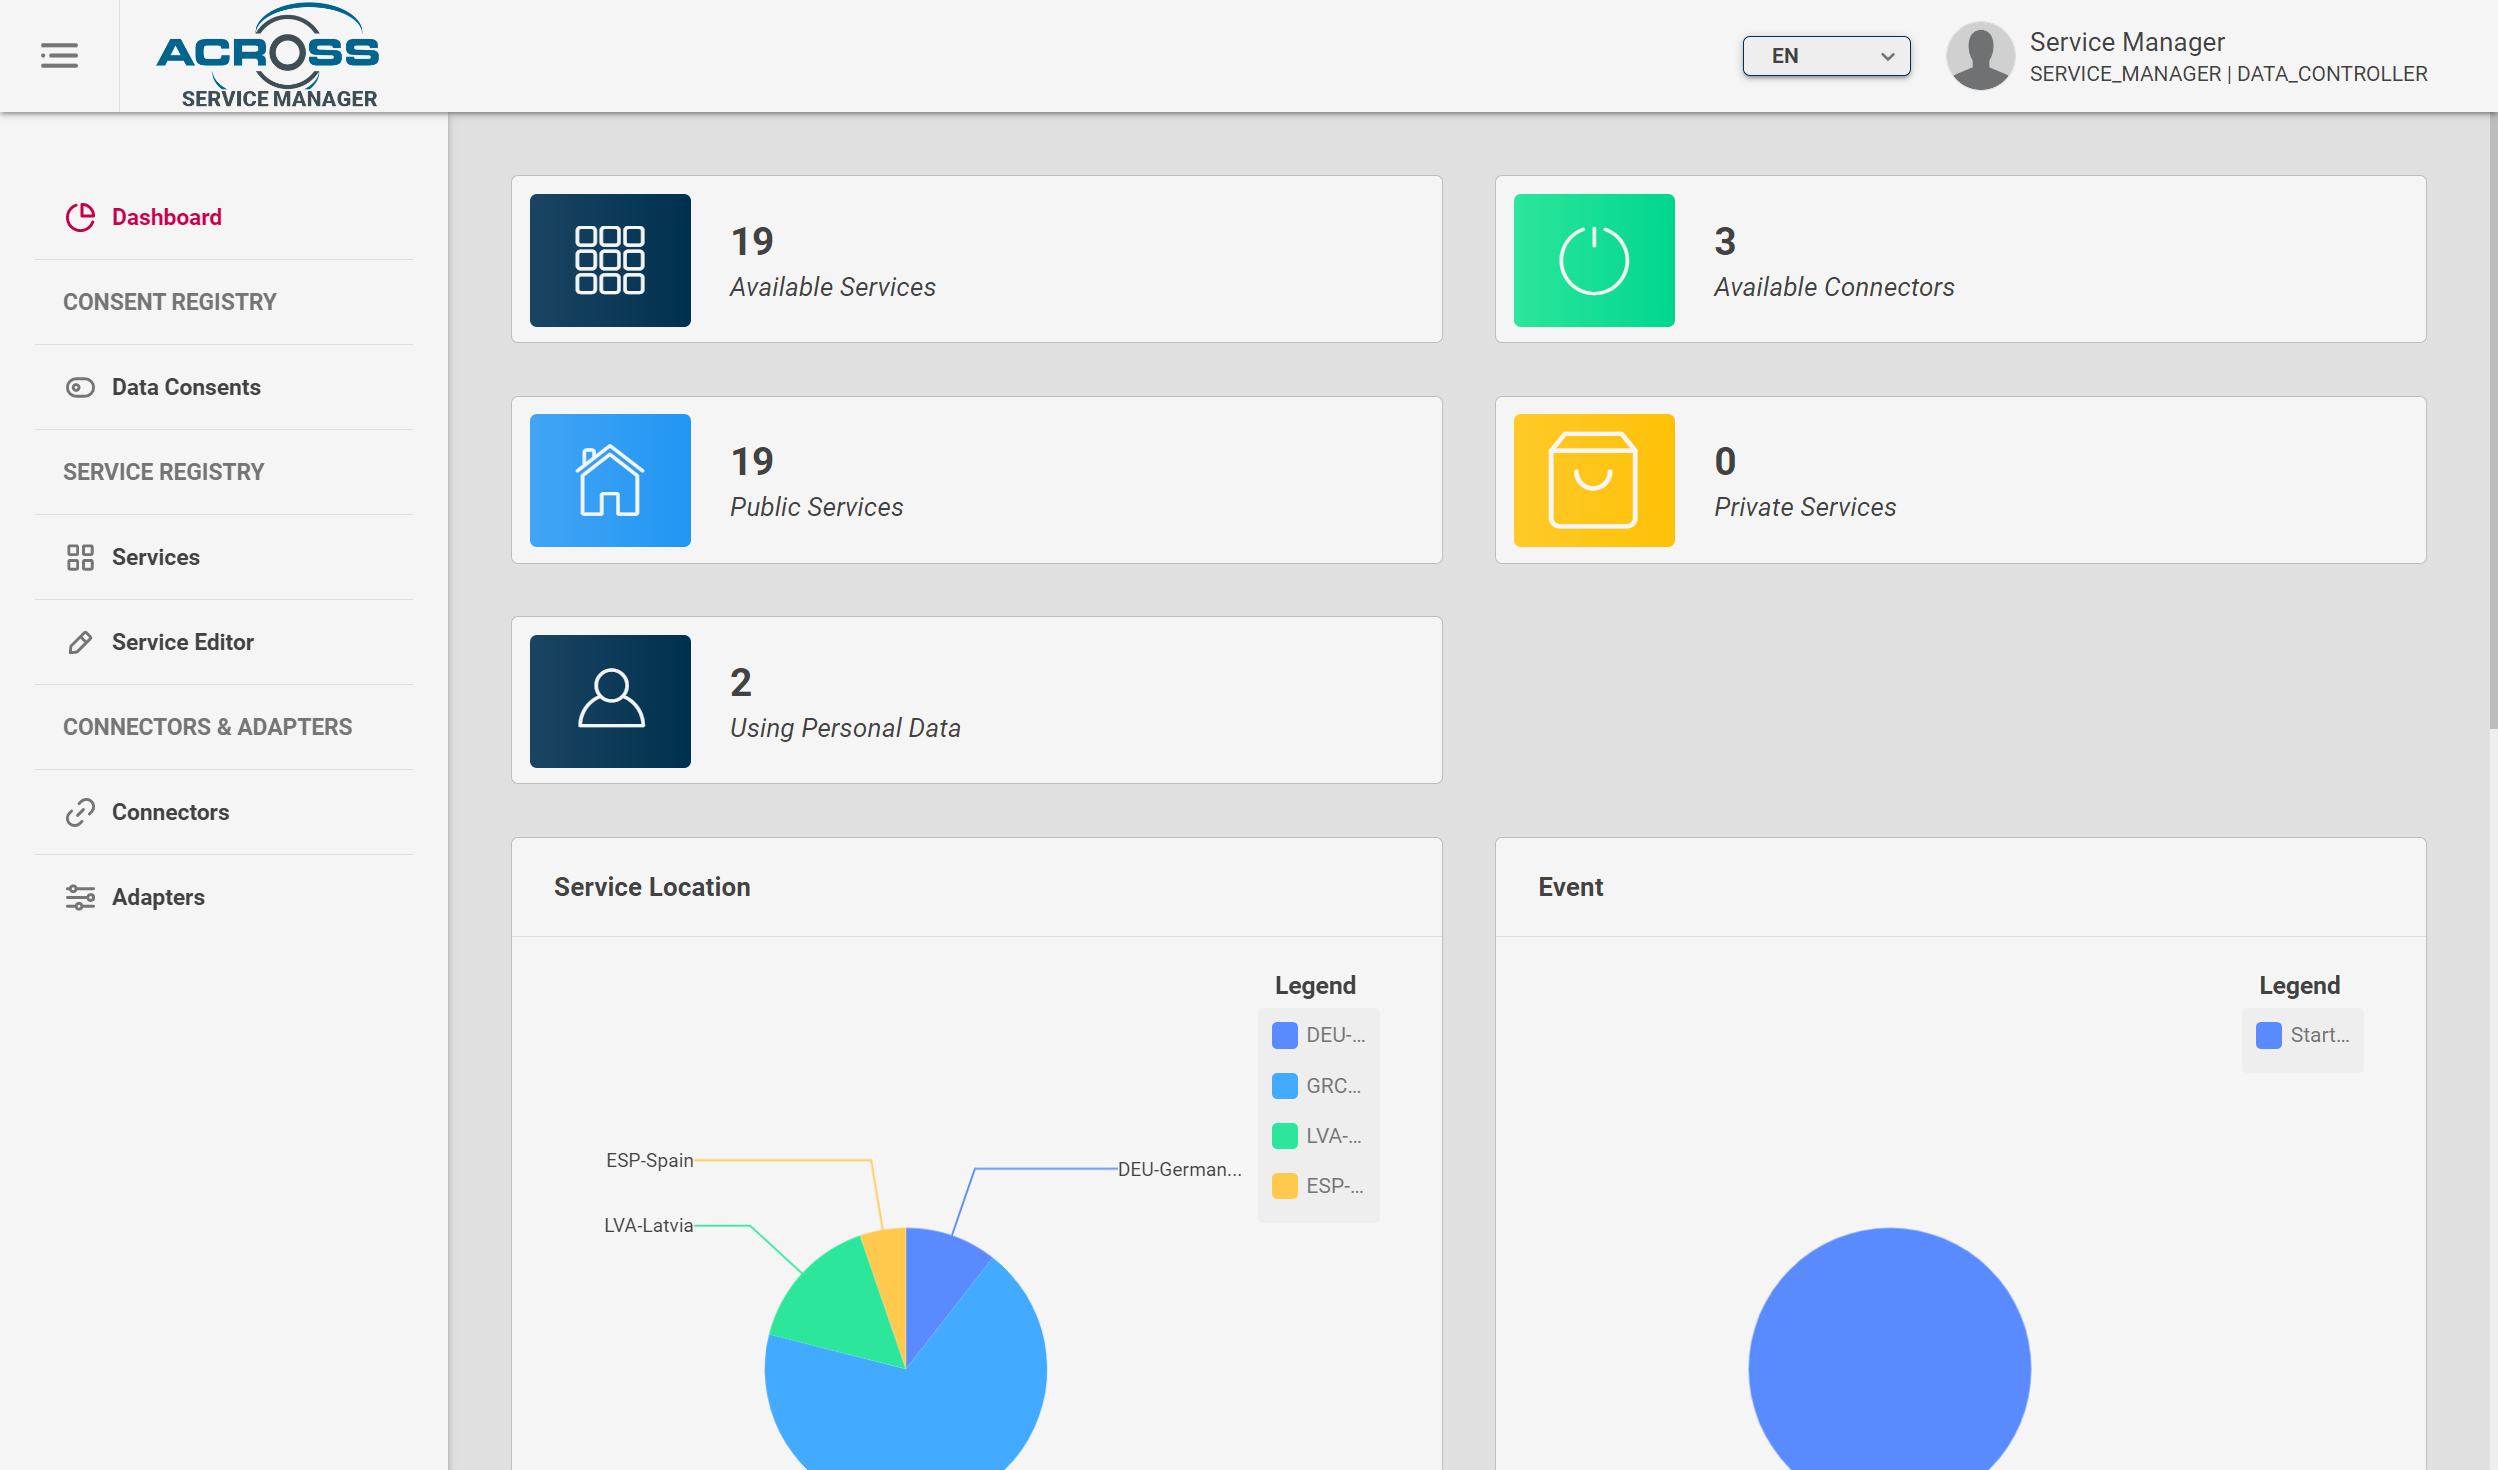 ACROSS
SERVICE MANAGER
EN
Service Manager
SERVICE_MANAGER | DATA_CONTROLLER
Dashboard
CONSENT REGISTRY
Data Consents
SERVICE REGISTRY
Services
Service Editor
CONNECTORS & ADAPTERS
Connectors
Adapters
19
Available Services
3
Available Connectors
19
Public Services
0
Private Services
2
Using Personal Data
Service Location
Legend
DEU-...
GRC...
LVA-...
ESP-...
ESP-Spain
DEU-German...
LVA-Latvia
Event
Legend
Start...